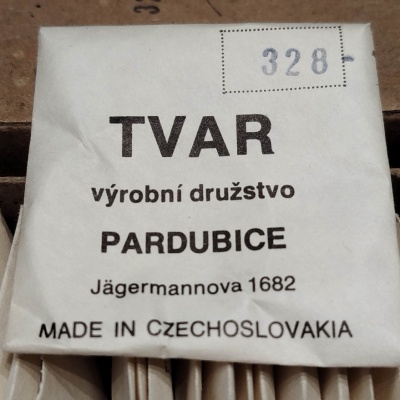 328-
TVAR
výrobní družstvo
PARDUBICE
Jägermannova 1682
MADE IN CZECHOSLOVAKIA